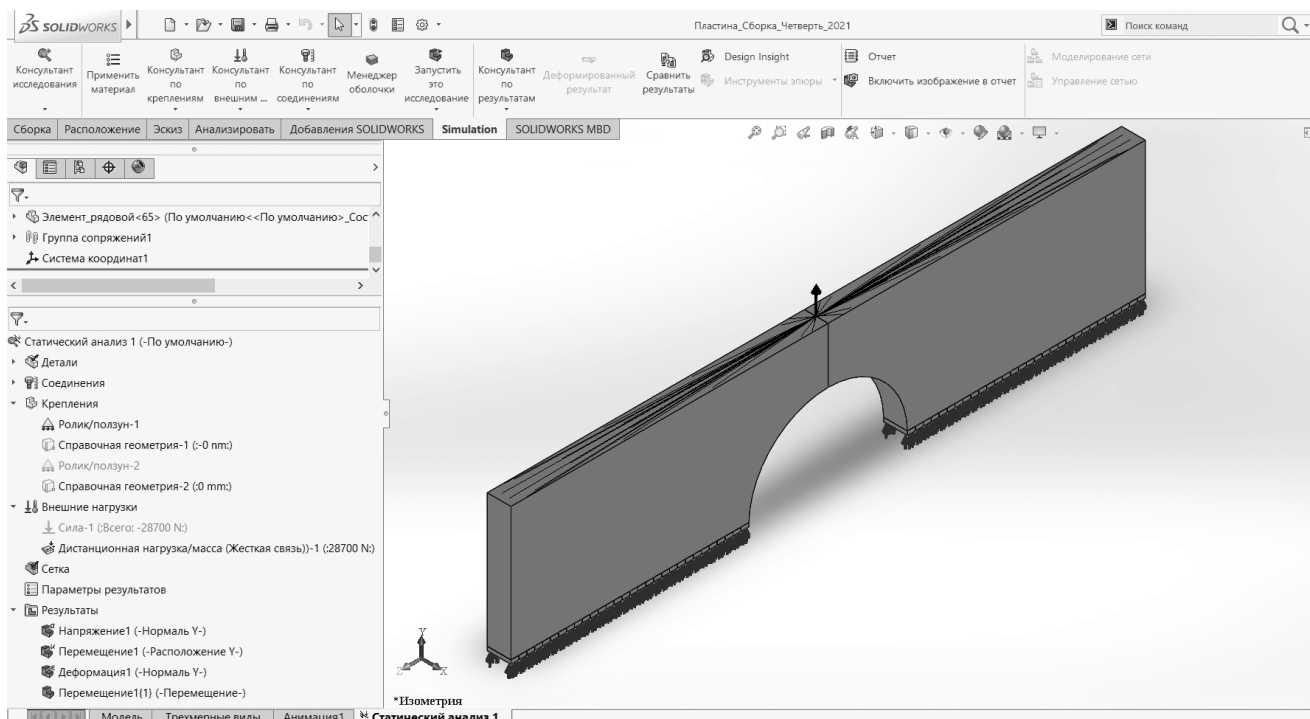 SOLIDWORKS
Пластина_Сборка_Четверть_2021
Поиск команд
Консультант исследования
Применить материал
Консультант по креплениям
Консультант по внешним ...
Консультант по соединениям
Менеджер оболочки
Запустить это исследование
Консультант по результатам
Деформированный результат
Сравнить результаты
Design Insight
Инструменты эпюры
Отчет
Включить изображение в отчет
Моделирование сети
Управление сетью
Сборка Расположение Эскиз Анализировать Добавления SOLIDWORKS Simulation SOLIDWORKS MBD
Элемент_рядовой<65> (По умолчанию<<По умолчанию>_Сос
Группа сопряжений1
Система координат1
Статический анализ 1 (-По умолчанию-)
Детали
Соединения
Крепления
Ролик/ползун-1
Справочная геометрия-1 (:-0 mm:)
Ролик/ползун-2
Справочная геометрия-2 (:0 mm:)
Внешние нагрузки
Сила-1 (:Всего: -28700 N:)
Дистанционная нагрузка/масса (Жесткая связь))-1 (:28700 N:)
Сетка
Параметры результатов
Результаты
Напряжение1 (-Нормаль Y-)
Перемещение1 (-Расположение Y-)
Деформация1 (-Нормаль Y-)
Перемещение1{1} (-Перемещение-)
Y
Z
X
*Изометрия
Модель Трехмерные виды Анимация1 Статический анализ 1